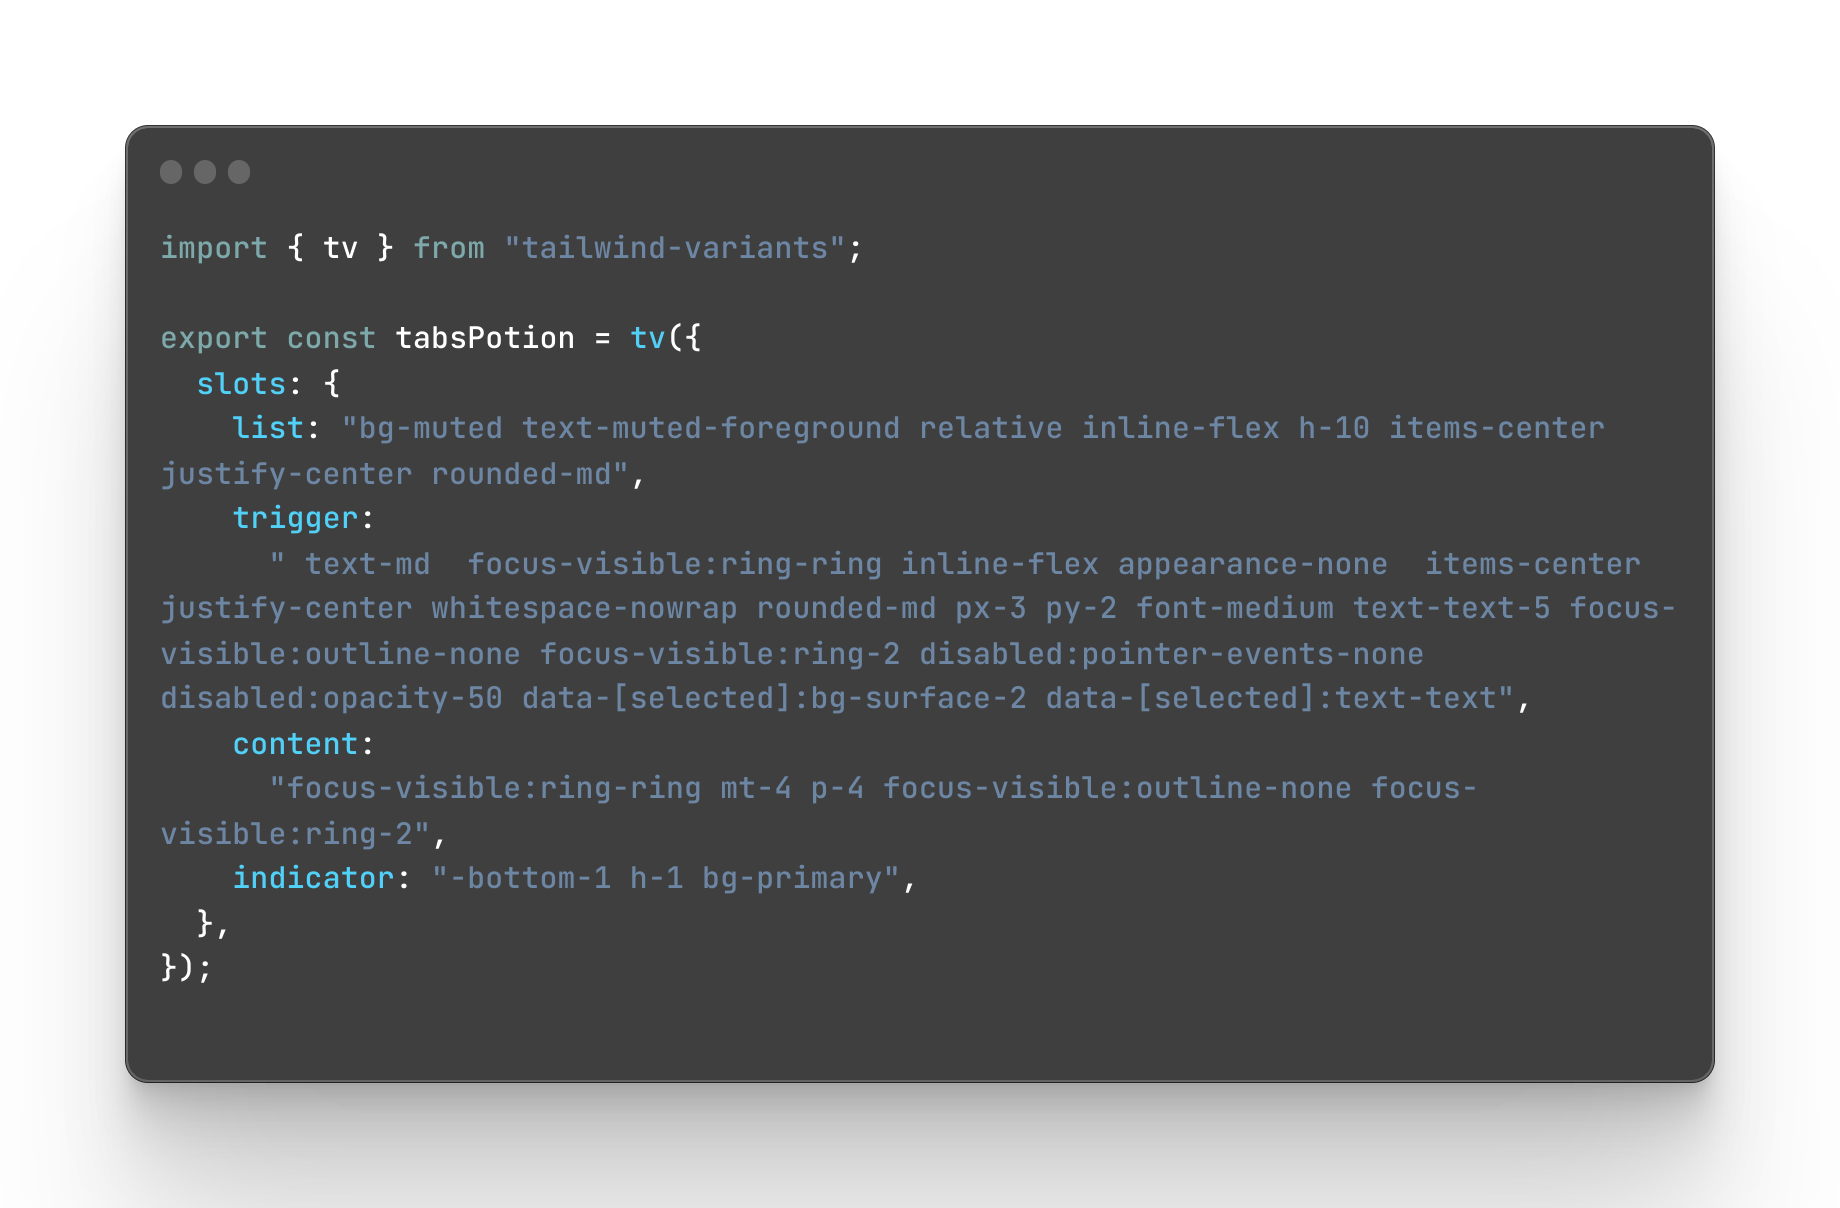 import { tv } from "tailwind-variants";

export const tabsPotion = tv({
  slots: {
    list: "bg-muted text-muted-foreground relative inline-flex h-10 items-center
justify-center rounded-md",
    trigger:
      " text-md  focus-visible:ring-ring inline-flex appearance-none  items-center
justify-center whitespace-nowrap rounded-md px-3 py-2 font-medium text-text-5 focus-
visible:outline-none focus-visible:ring-2 disabled:pointer-events-none
disabled:opacity-50 data-[selected]:bg-surface-2 data-[selected]:text-text",
    content:
      "focus-visible:ring-ring mt-4 p-4 focus-visible:outline-none focus-
visible:ring-2",
    indicator: "-bottom-1 h-1 bg-primary",
  },
});